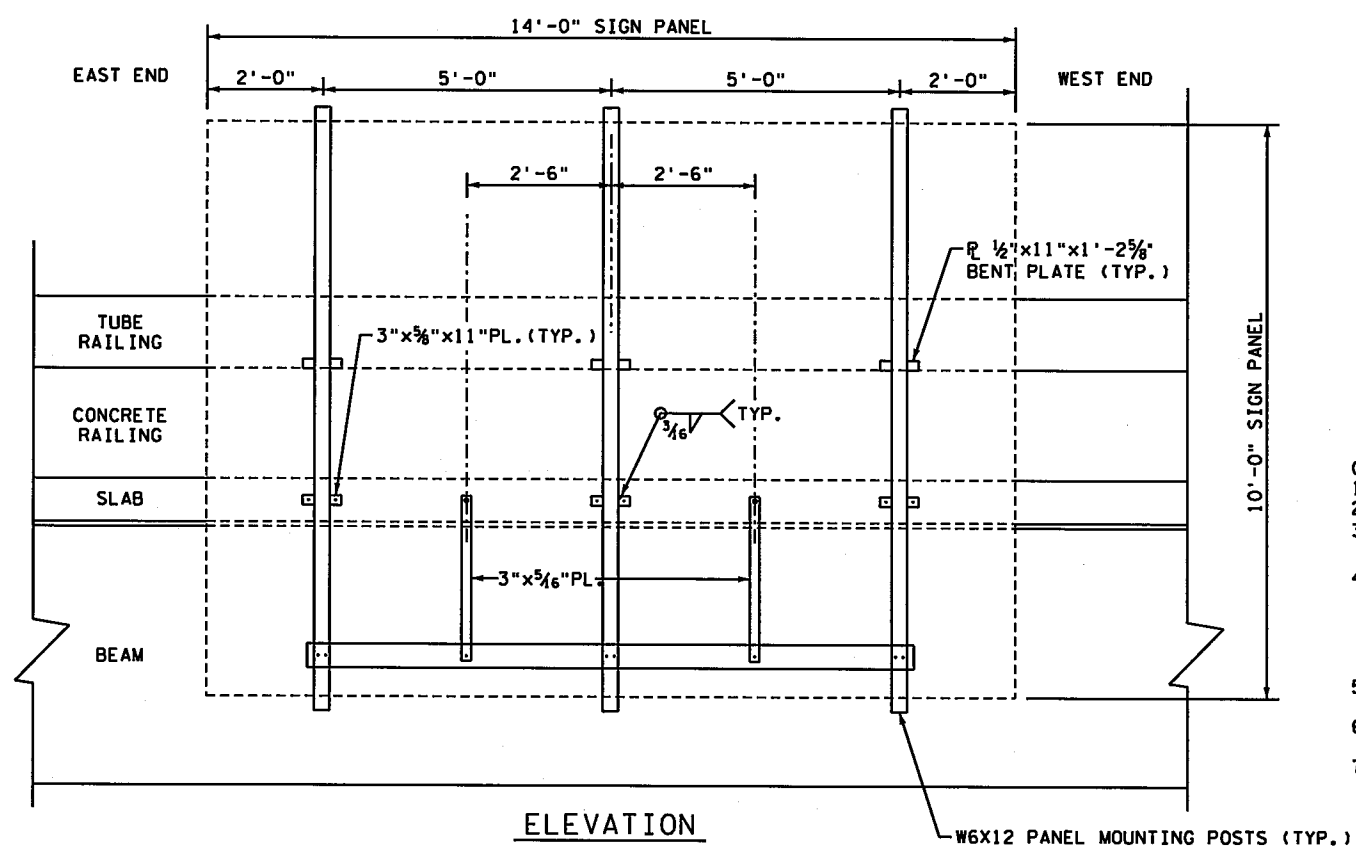 14'-0" SIGN PANEL
EAST END
2'-0"
5'-0"
5'-0"
2'-0"
WEST END
2'-6"
2'-6"
PL ½"x11"x1'-2⅝"
BENT PLATE (TYP.)
TUBE
RAILING
3"x⅝"x11"PL.(TYP.)
CONCRETE
RAILING
3/16
TYP.
10'-0" SIGN PANEL
SLAB
3"x5/16"PL.
BEAM
ELEVATION
W6X12 PANEL MOUNTING POSTS (TYP.)